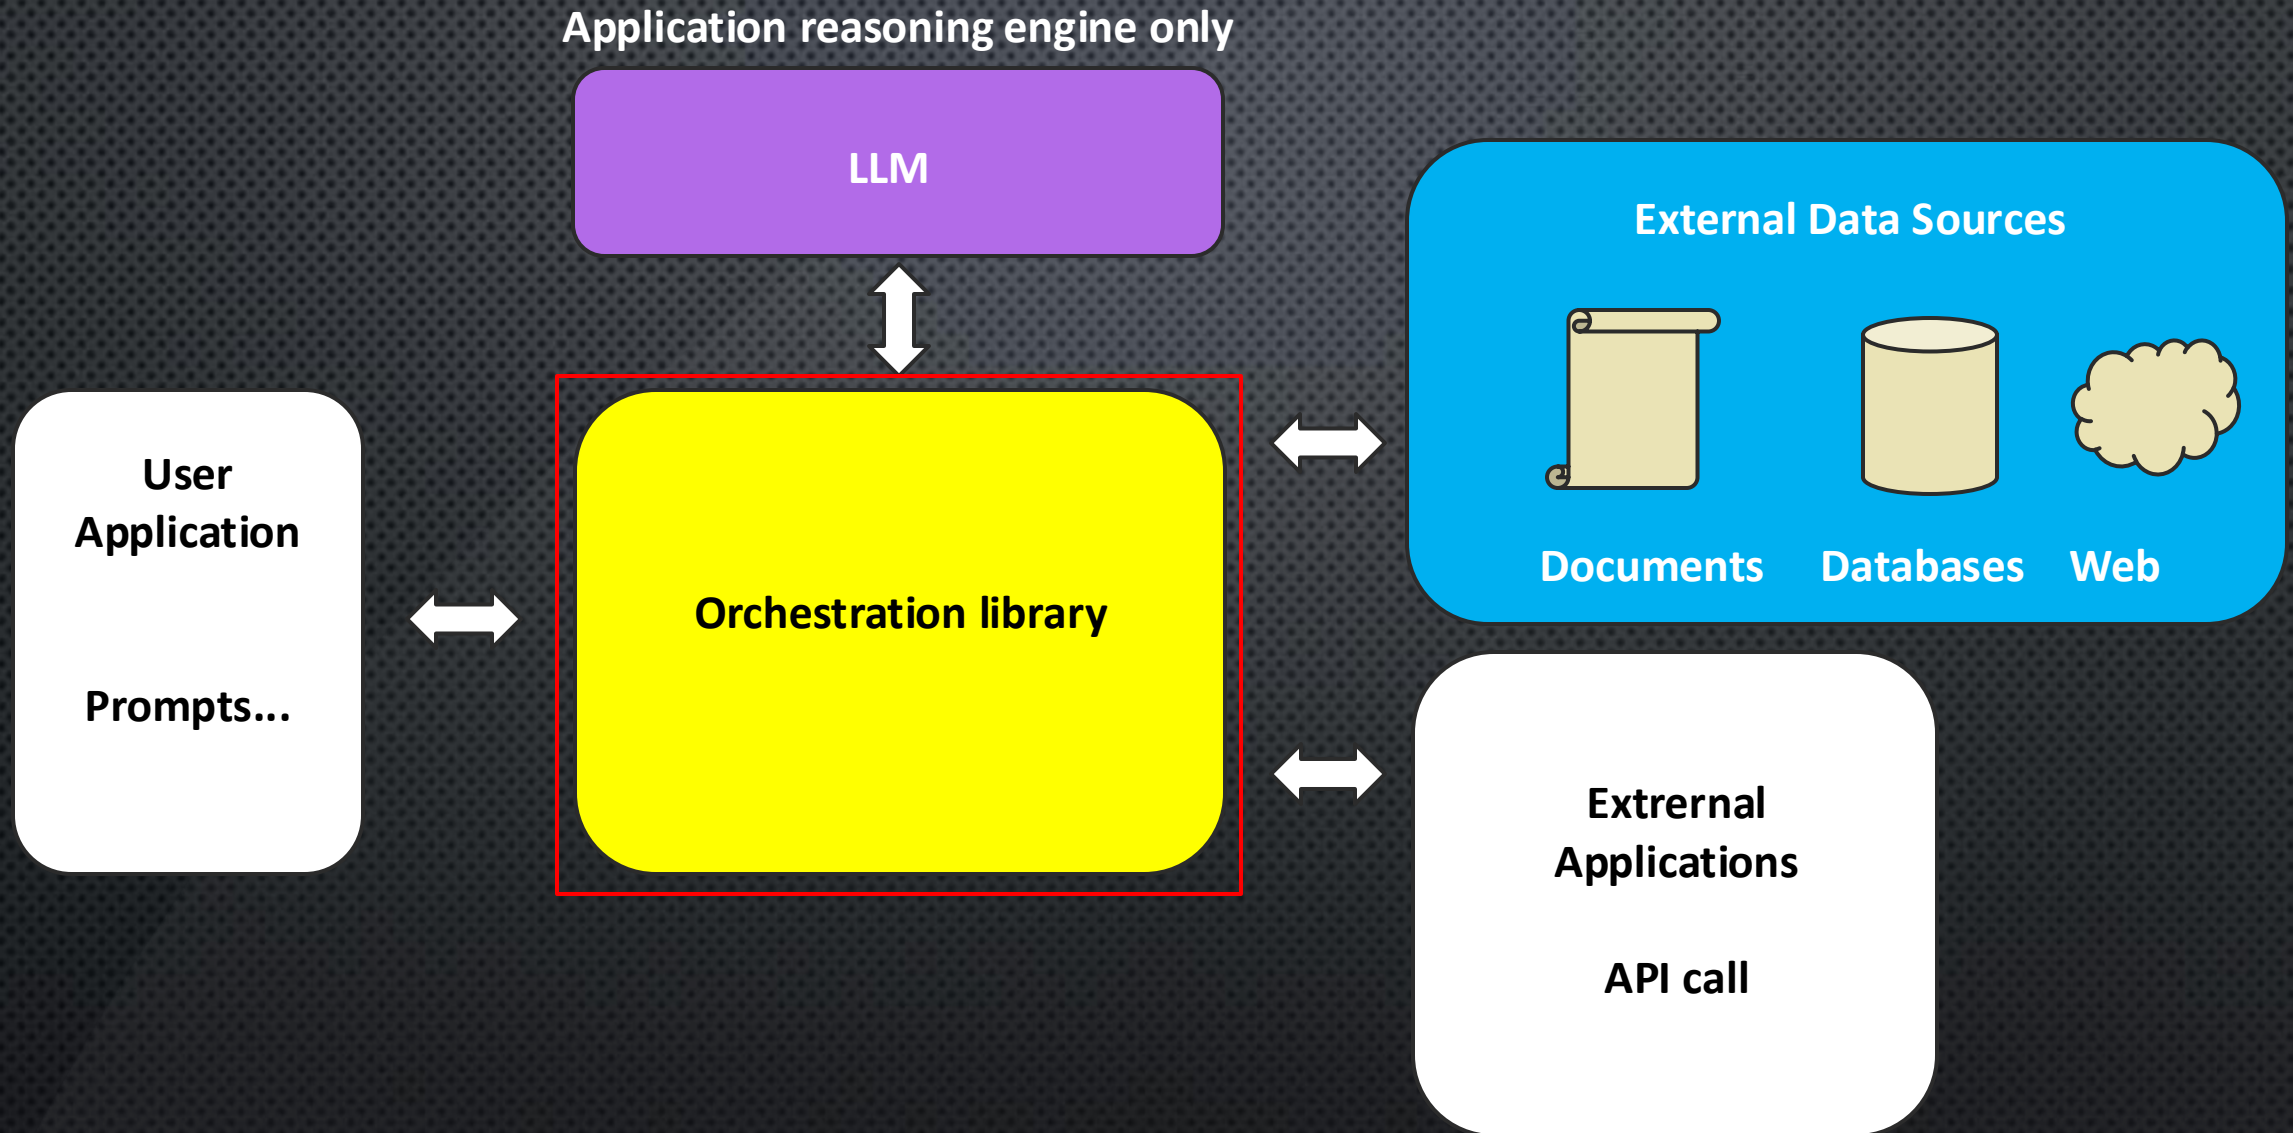 Application reasoning engine only
LLM
External Data Sources
Documents Databases Web
User
Application
Prompts...
Orchestration library
Extrernal
Applications
API call